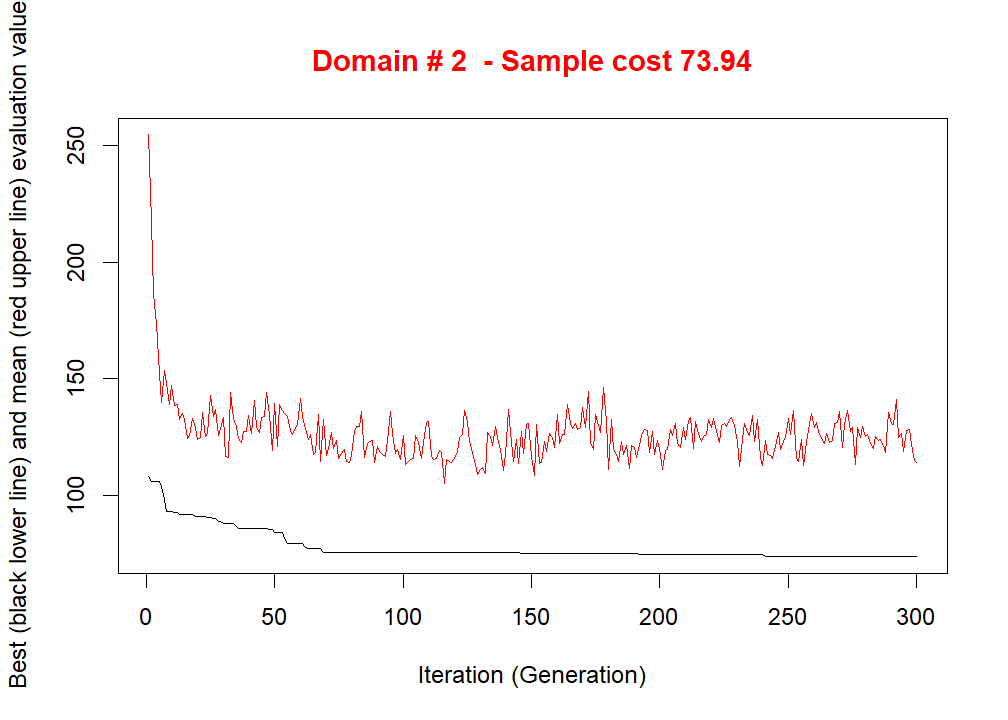 Domain # 2  - Sample cost 73.94
Best (black lower line) and mean (red upper line) evaluation value
250
200
150
100
0 50 100 150 200 250 300
Iteration (Generation)